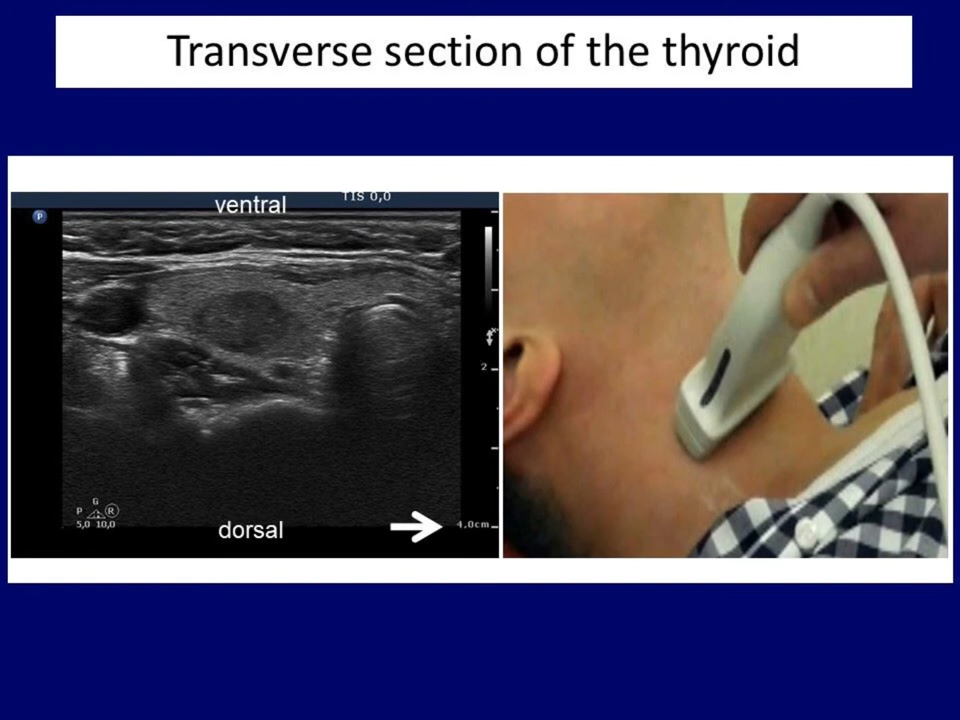 Transverse section of the thyroid
ventral
TIS 0,0
P
2
G
P R
5,0 10,0
dorsal
4,0cm